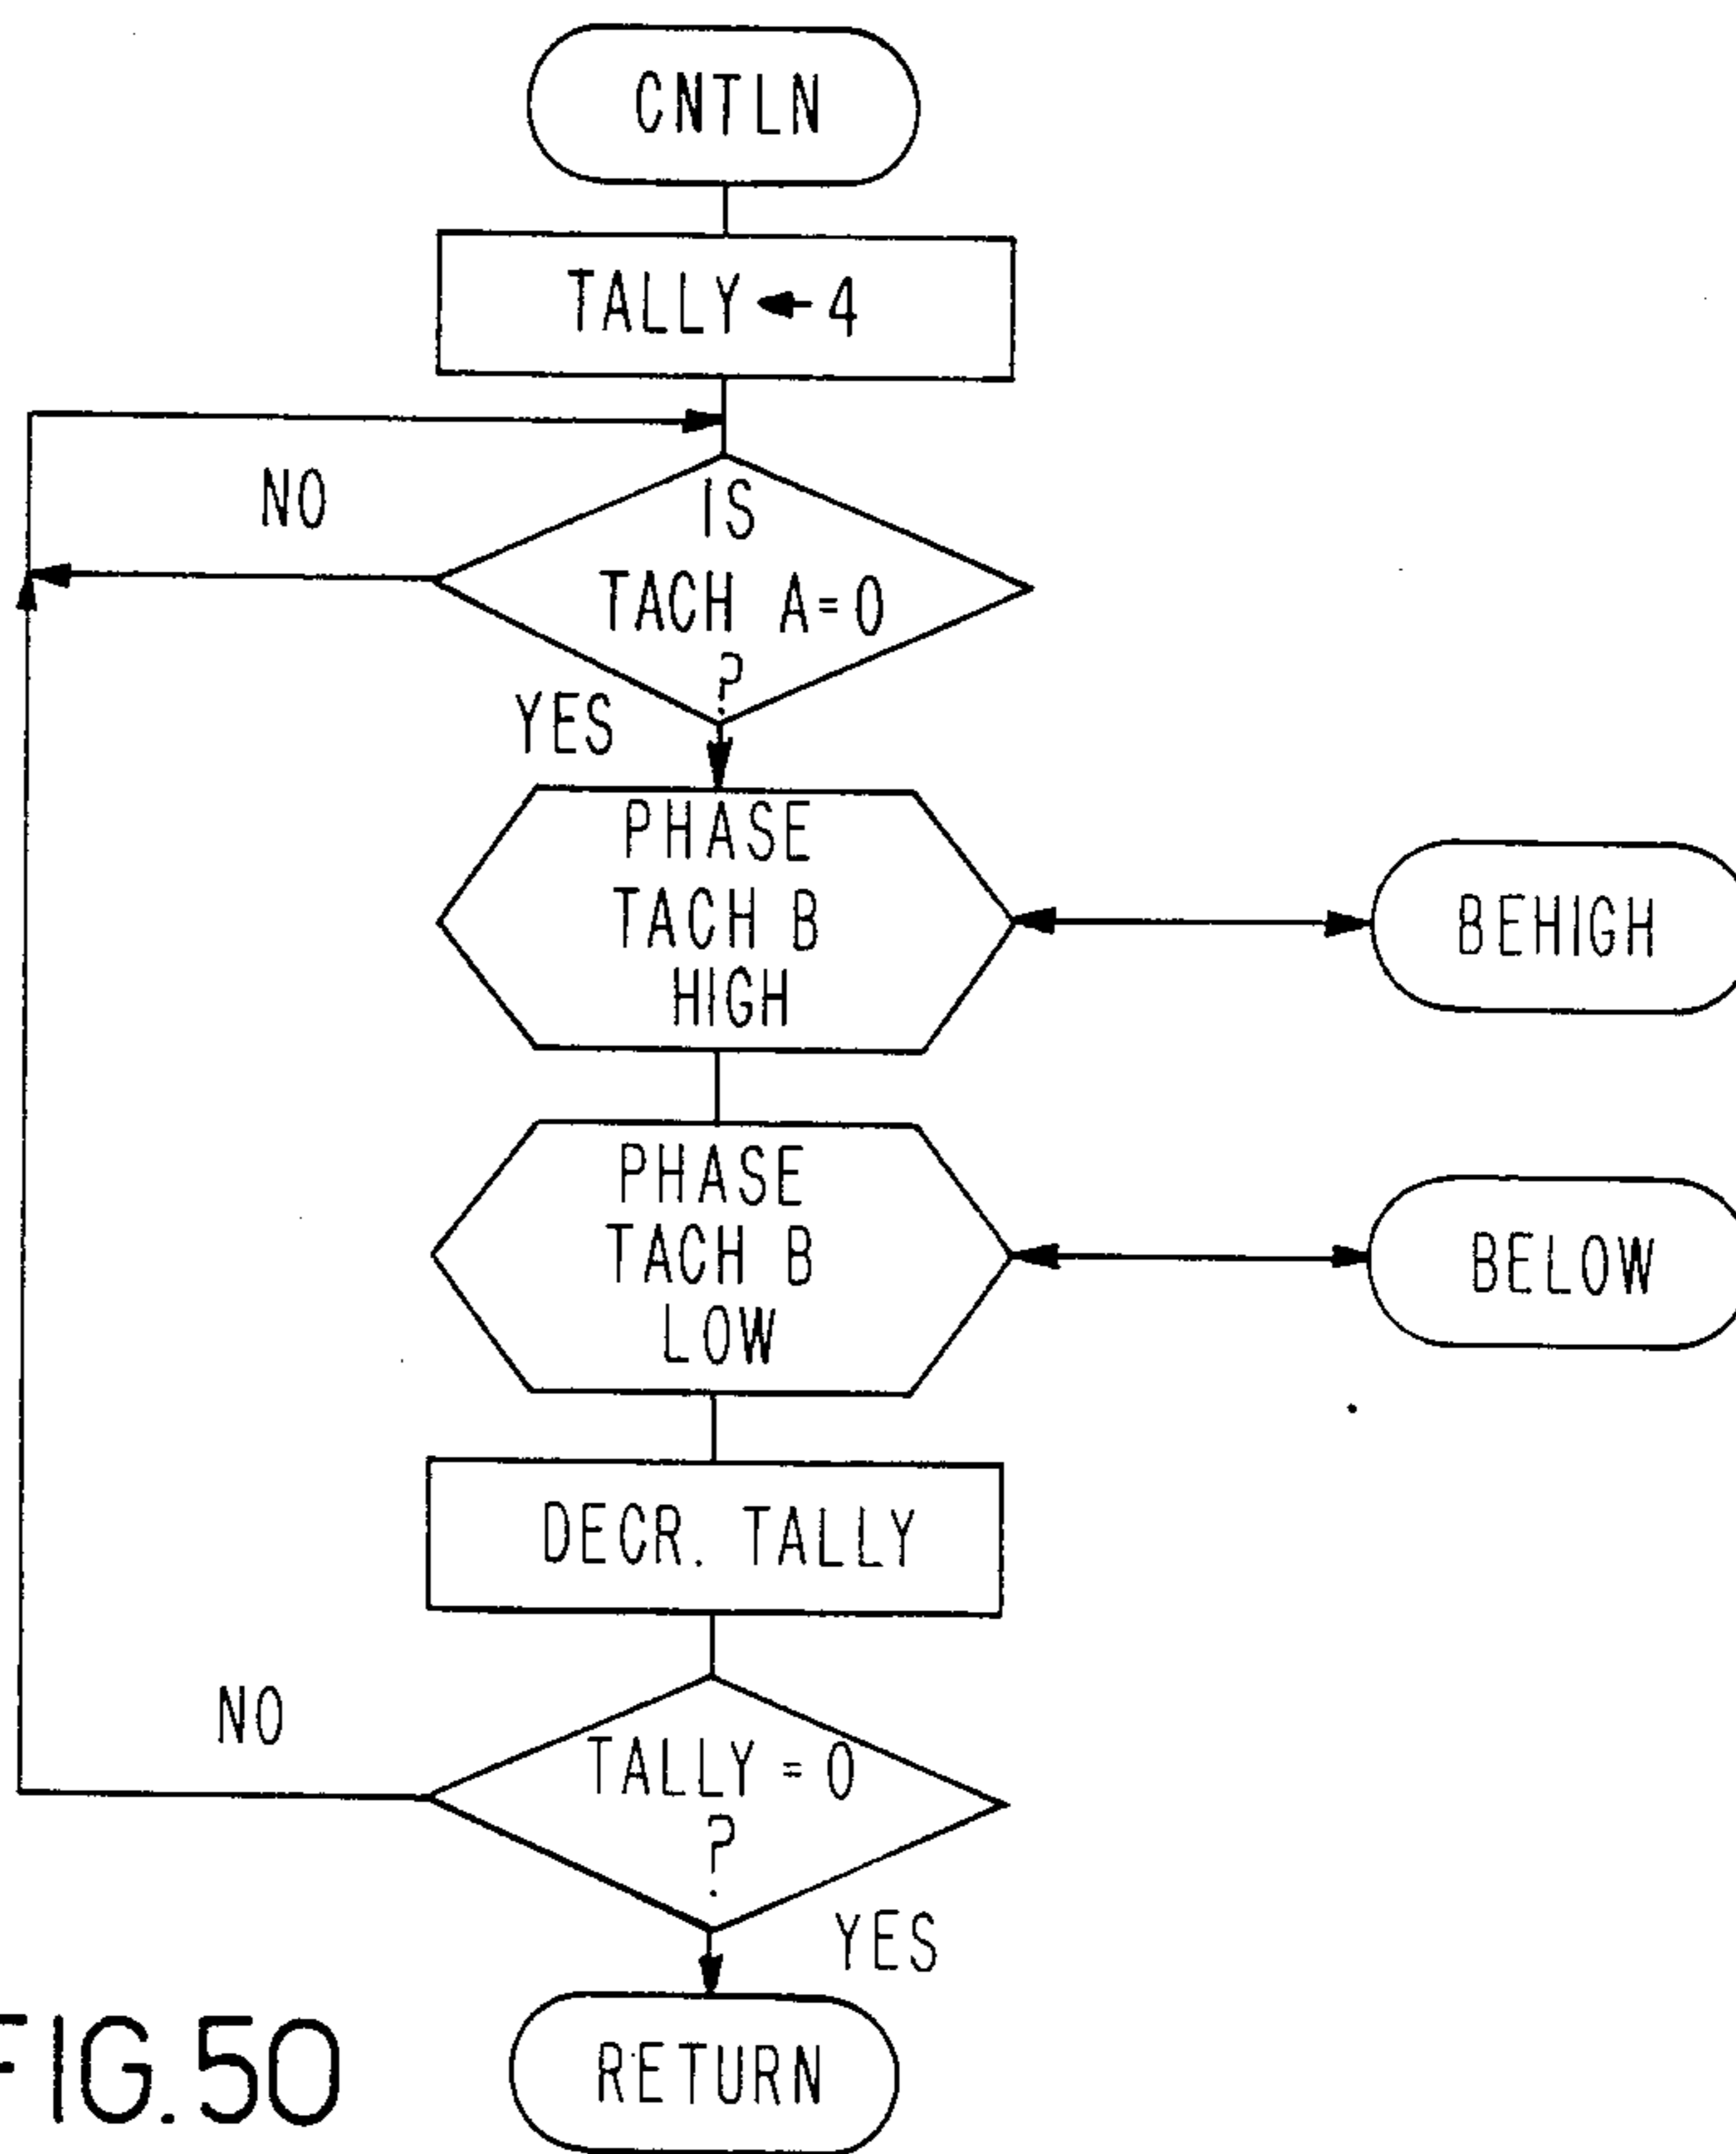 CNTLN
TALLY ← 4
NO
IS
TACH A=0
?
YES
PHASE
TACH B
HIGH
BEHIGH
PHASE
TACH B
LOW
BELOW
DECR. TALLY
NO
TALLY = 0
?
YES
FIG. 50
RETURN